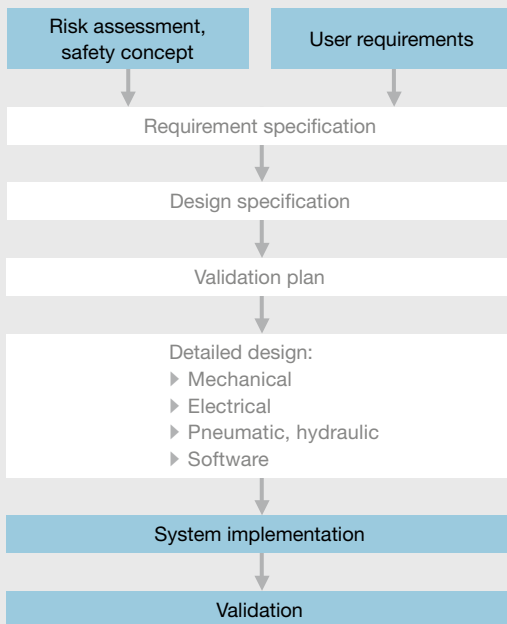 Risk assessment,
safety concept
User requirements
Requirement specification
Design specification
Validation plan
Detailed design:
Mechanical
Electrical
Pneumatic, hydraulic
Software
System implementation
Validation